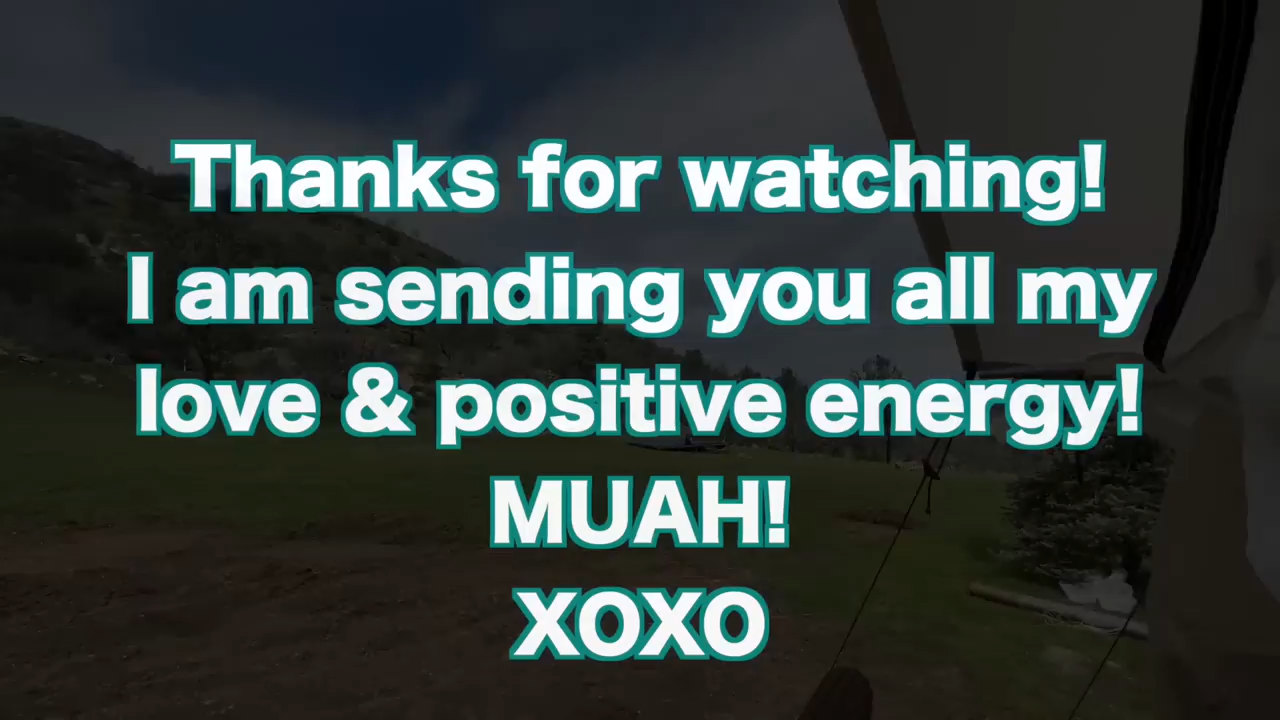 Thanks for watching!
I am sending you all my
love & positive energy!
MUAH!
XOXO